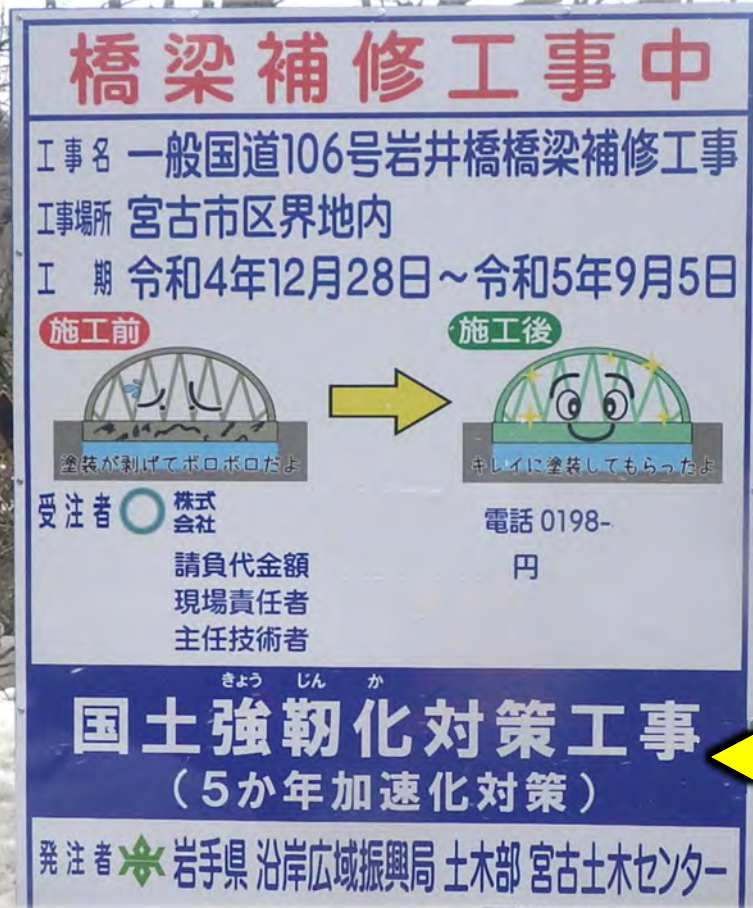 橋梁補修工事中
工事名 一般国道106号岩井橋橋梁補修工事
工事場所 宮古市区界地内
工期 令和4年12月28日～令和5年9月5日
施工前 施工後
塗装が剥げてボロボロだよ キレイに塗装してもらったよ
受注者 株式会社 電話 0198-
請負代金額 円
現場責任者
主任技術者
きょう じん か
国土強靭化対策工事
(5か年加速化対策)
発注者 岩手県 沿岸広域振興局 土木部 宮古土木センター